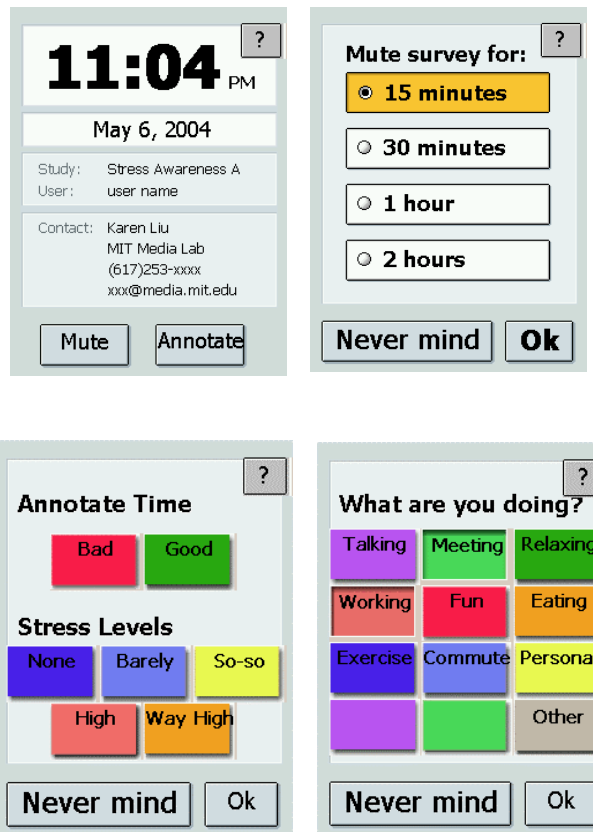 ?
11:04 PM
May 6, 2004
Study: Stress Awareness A
User: user name
Contact: Karen Liu
MIT Media Lab
(617)253-xxxx
xxx@media.mit.edu
Mute Annotate
?
Mute survey for:
15 minutes
30 minutes
1 hour
2 hours
Never mind Ok
?
Annotate Time
Bad Good
Stress Levels
None Barely So-so
High Way High
Never mind Ok
?
What are you doing?
Talking Meeting Relaxing
Working Fun Eating
Exercise Commute Persona
Other
Never mind Ok